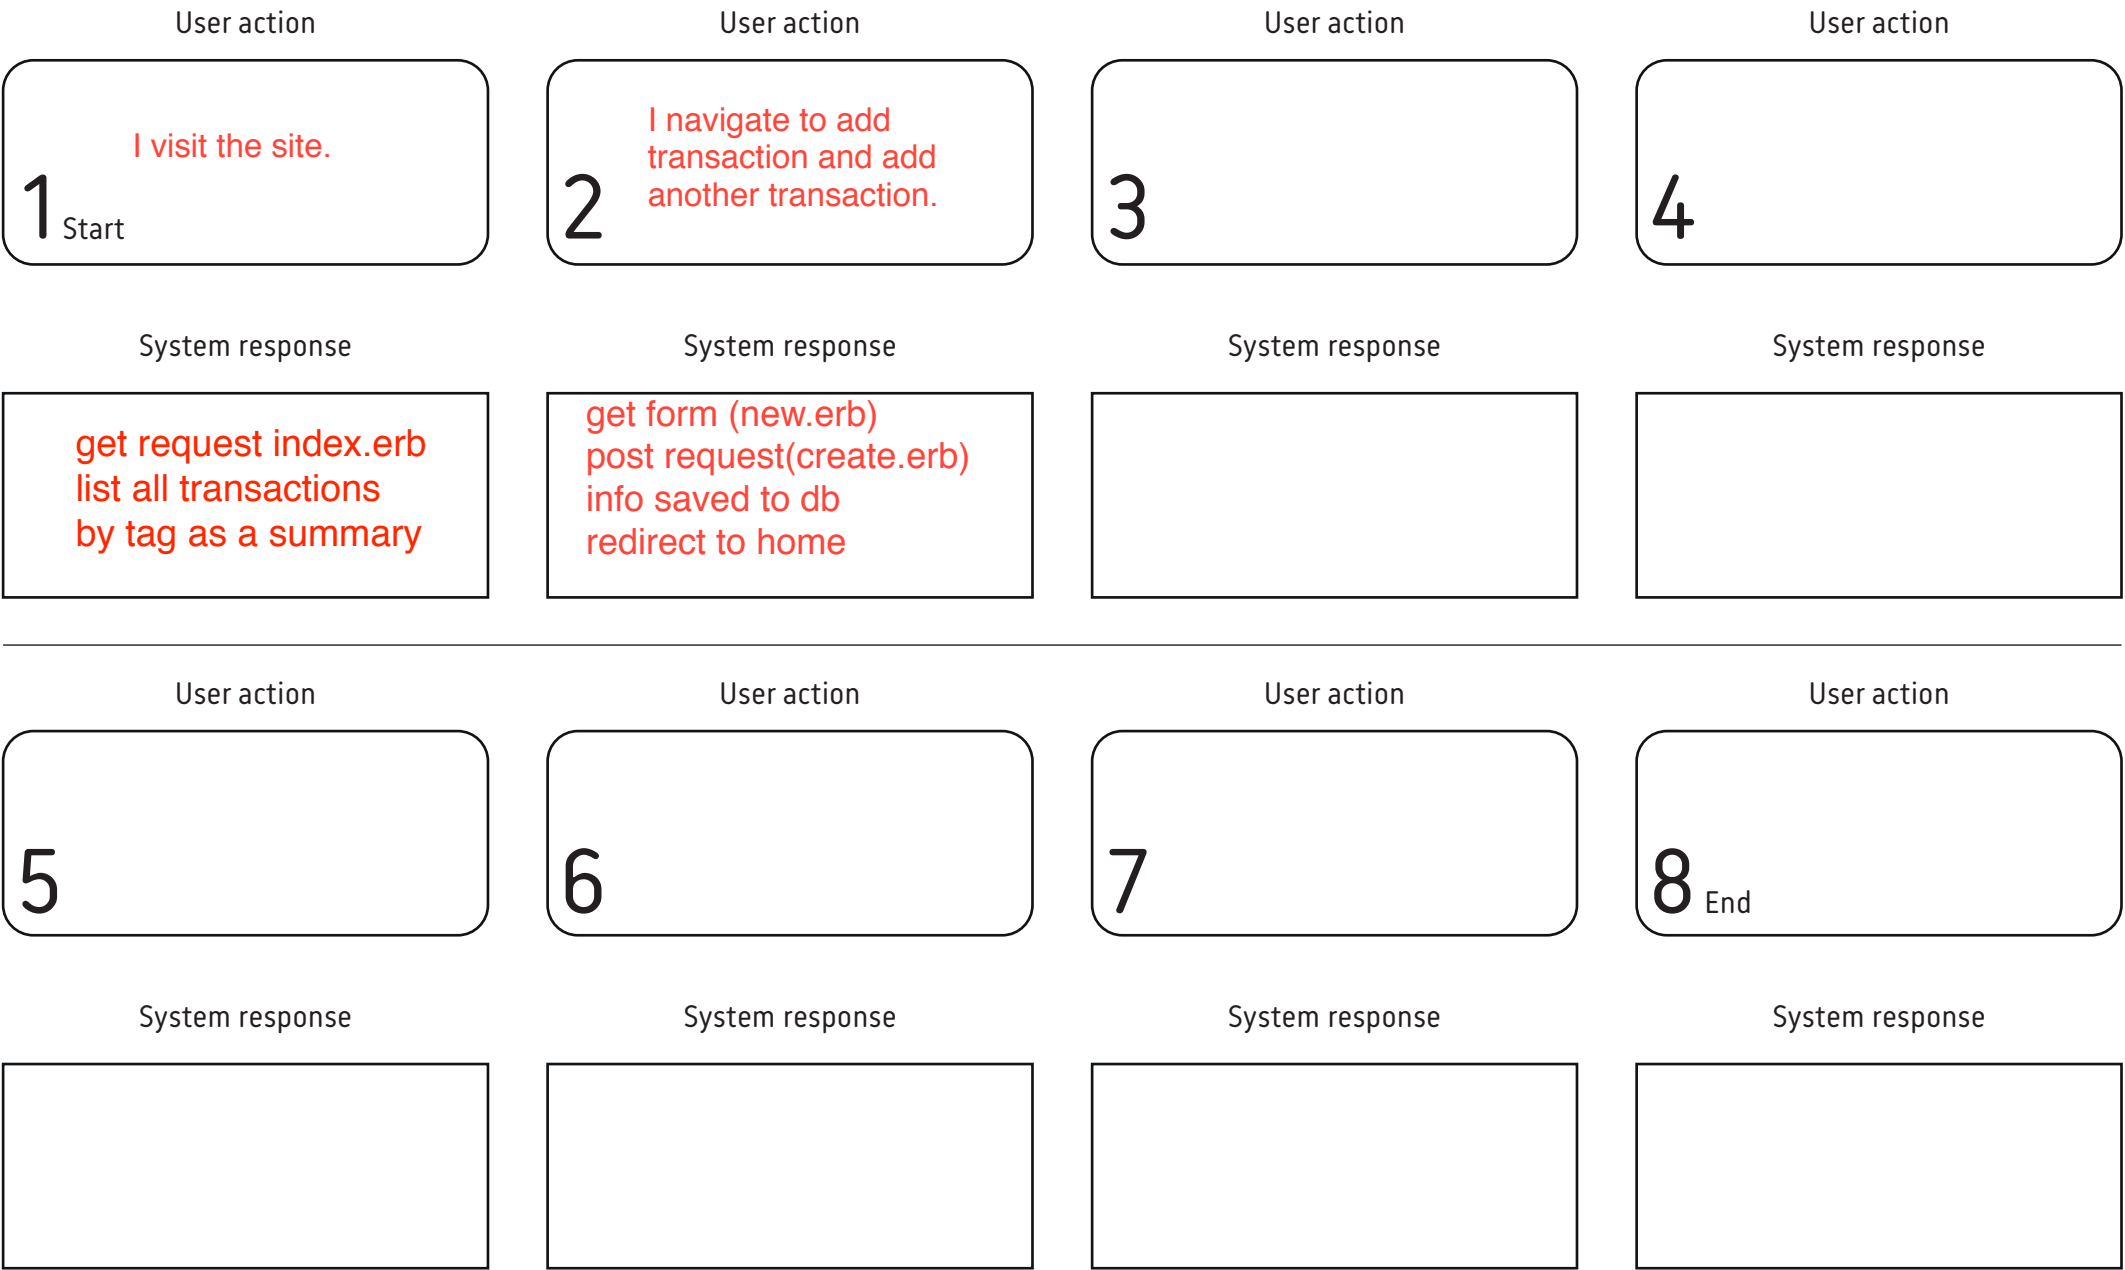 User action
User action
User action
User action
I visit the site.
1 Start
I navigate to add
transaction and add
another transaction.
2
3
4
System response
System response
System response
System response
get request index.erb
list all transactions
by tag as a summary
get form (new.erb)
post request(create.erb)
info saved to db
redirect to home
User action
User action
User action
User action
5
6
7
8 End
System response
System response
System response
System response